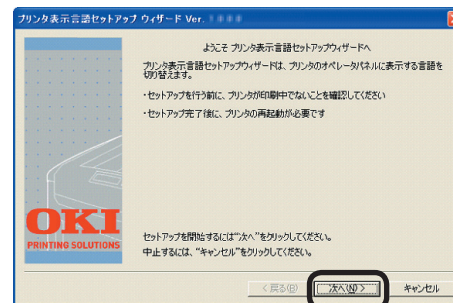 プリンタ表示言語セットアップ ウィザード Ver.
ようこそ プリンタ表示言語セットアップウィザードへ
プリンタ表示言語セットアップウィザードは、プリンタのオペレータパネルに表示する言語を
切り替えます。
・セットアップを行う前に、プリンタが印刷中でないことを確認してください
・セットアップ完了後に、プリンタの再起動が必要です
OKI
PRINTING SOLUTIONS
セットアップを開始するには"次へ"をクリックしてください。
中止するには、"キャンセル"をクリックしてください。
< 戻る(B) 次へ(N) > キャンセル